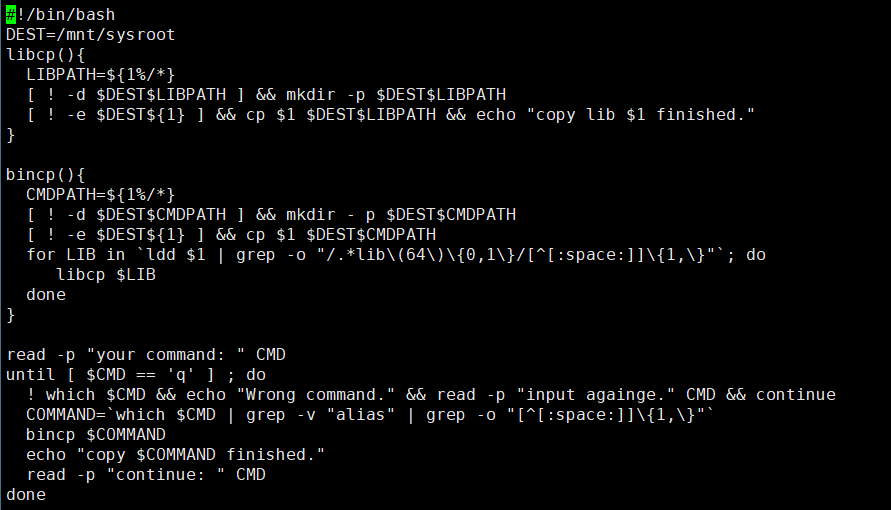 #!/bin/bash
DEST=/mnt/sysroot
libcp(){
  LIBPATH=${1%/*}
  [ ! -d $DEST$LIBPATH ] && mkdir -p $DEST$LIBPATH
  [ ! -e $DEST${1} ] && cp $1 $DEST$LIBPATH && echo "copy lib $1 finished."
}

bincp(){
  CMDPATH=${1%/*}
  [ ! -d $DEST$CMDPATH ] && mkdir - p $DEST$CMDPATH
  [ ! -e $DEST${1} ] && cp $1 $DEST$CMDPATH
  for LIB in `ldd $1 | grep -o "/.*lib\(64\)\{0,1\}/[^[:space:]]\{1,\}"`; do
     libcp $LIB
  done
}

read -p "your command: " CMD
until [ $CMD == 'q' ] ; do
  ! which $CMD && echo "Wrong command." && read -p "input againge." CMD && continue
  COMMAND=`which $CMD | grep -v "alias" | grep -o "[^[:space:]]\{1,\}"`
  bincp $COMMAND
  echo "copy $COMMAND finished."
  read -p "continue: " CMD
done